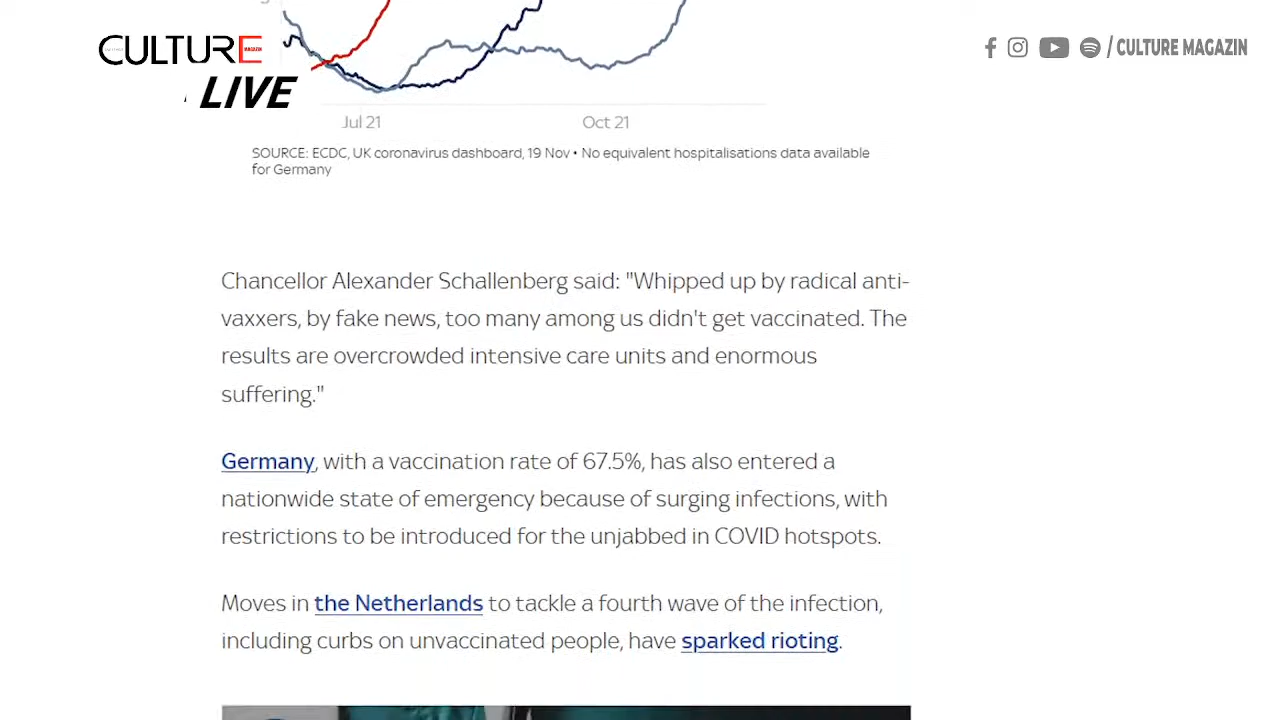 CULTURE
MAGAZIN
LIVE
/ CULTURE MAGAZIN
Jul 21
Oct 21
SOURCE: ECDC, UK coronavirus dashboard, 19 Nov • No equivalent hospitalisations data available
for Germany
Chancellor Alexander Schallenberg said: "Whipped up by radical anti-
vaxxers, by fake news, too many among us didn't get vaccinated. The
results are overcrowded intensive care units and enormous
suffering."
Germany, with a vaccination rate of 67.5%, has also entered a
nationwide state of emergency because of surging infections, with
restrictions to be introduced for the unjabbed in COVID hotspots.
Moves in the Netherlands to tackle a fourth wave of the infection,
including curbs on unvaccinated people, have sparked rioting.